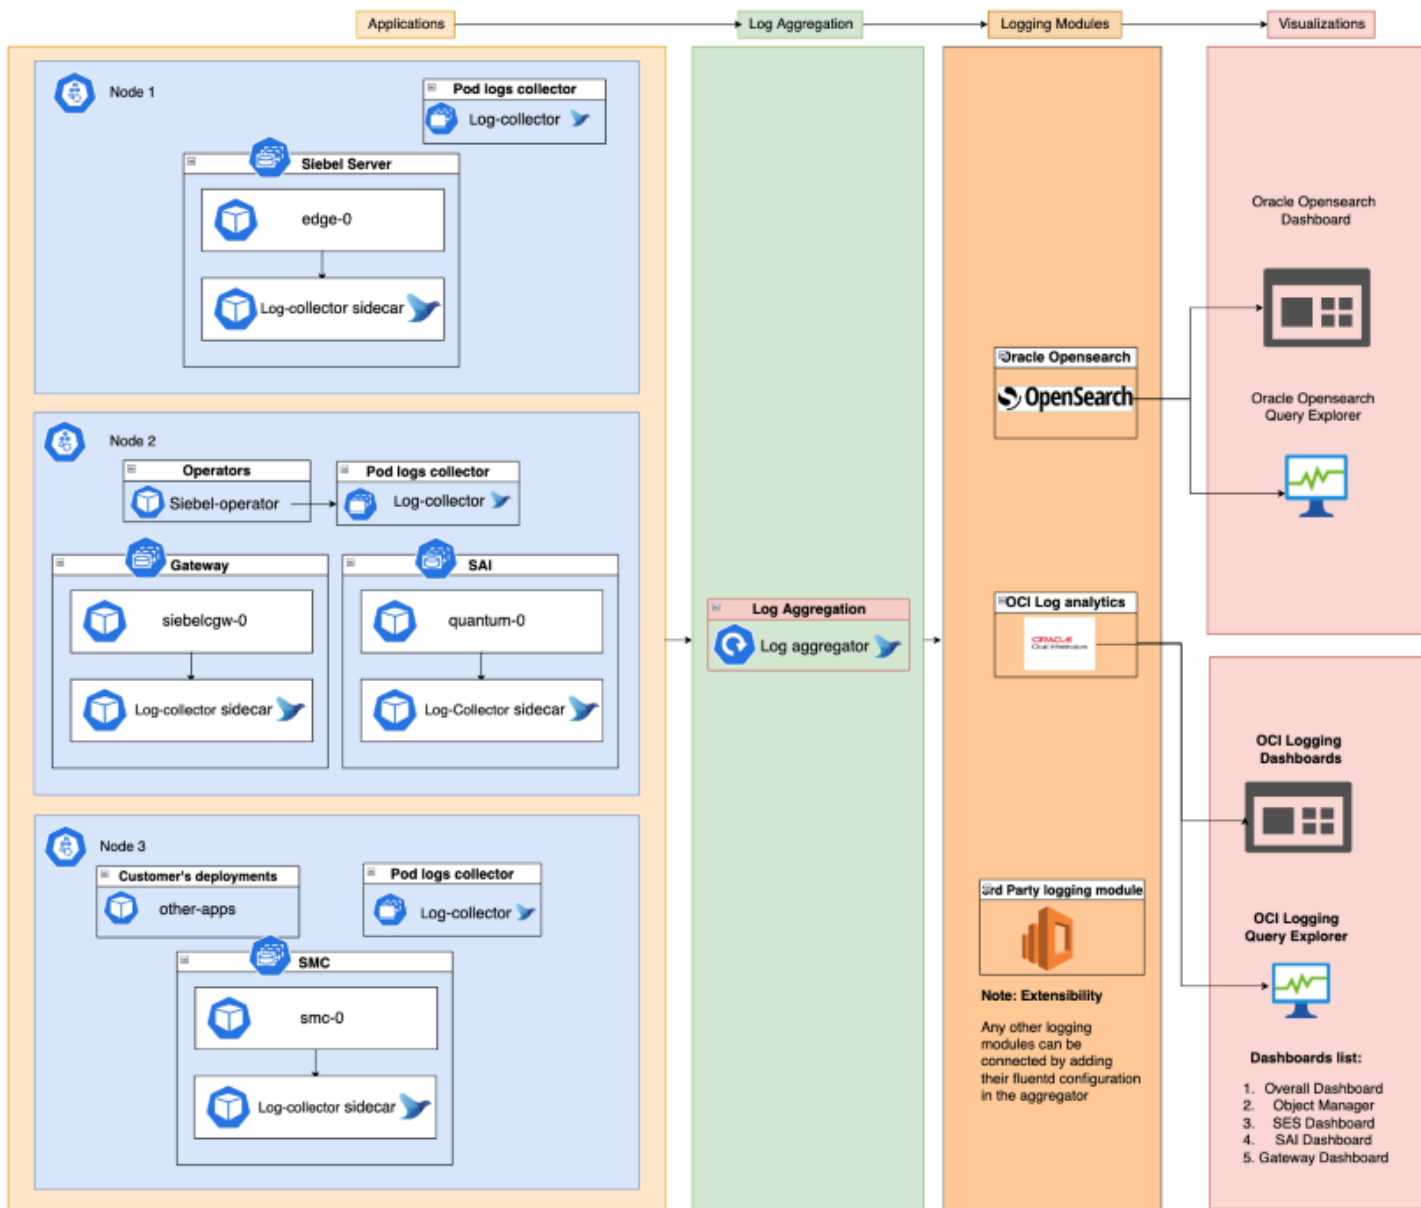 Applications
Log Aggregation
Logging Modules
Visualizations
Node 1
Pod logs collector
Log-collector
Siebel Server
edge-0
Log-collector sidecar
Node 2
Operators
Siebel-operator
Pod logs collector
Log-collector
Gateway
siebelcgw-0
Log-collector sidecar
SAI
quantum-0
Log-Collector sidecar
Node 3
Customer's deployments
other-apps
Pod logs collector
Log-collector
SMC
smc-0
Log-collector sidecar
Log Aggregation
Log aggregator
Oracle Opensearch
OpenSearch
OCI Log analytics
ORACLE
Cloud Infrastructure
3rd Party logging module
Note: Extensibility
Any other logging
modules can be
connected by adding
their fluentd configuration
in the aggregator
Oracle Opensearch
Dashboard
Oracle Opensearch
Query Explorer
OCI Logging
Dashboards
OCI Logging
Query Explorer
Dashboards list:
1. Overall Dashboard
2. Object Manager
3. SES Dashboard
4. SAI Dashboard
5. Gateway Dashboard